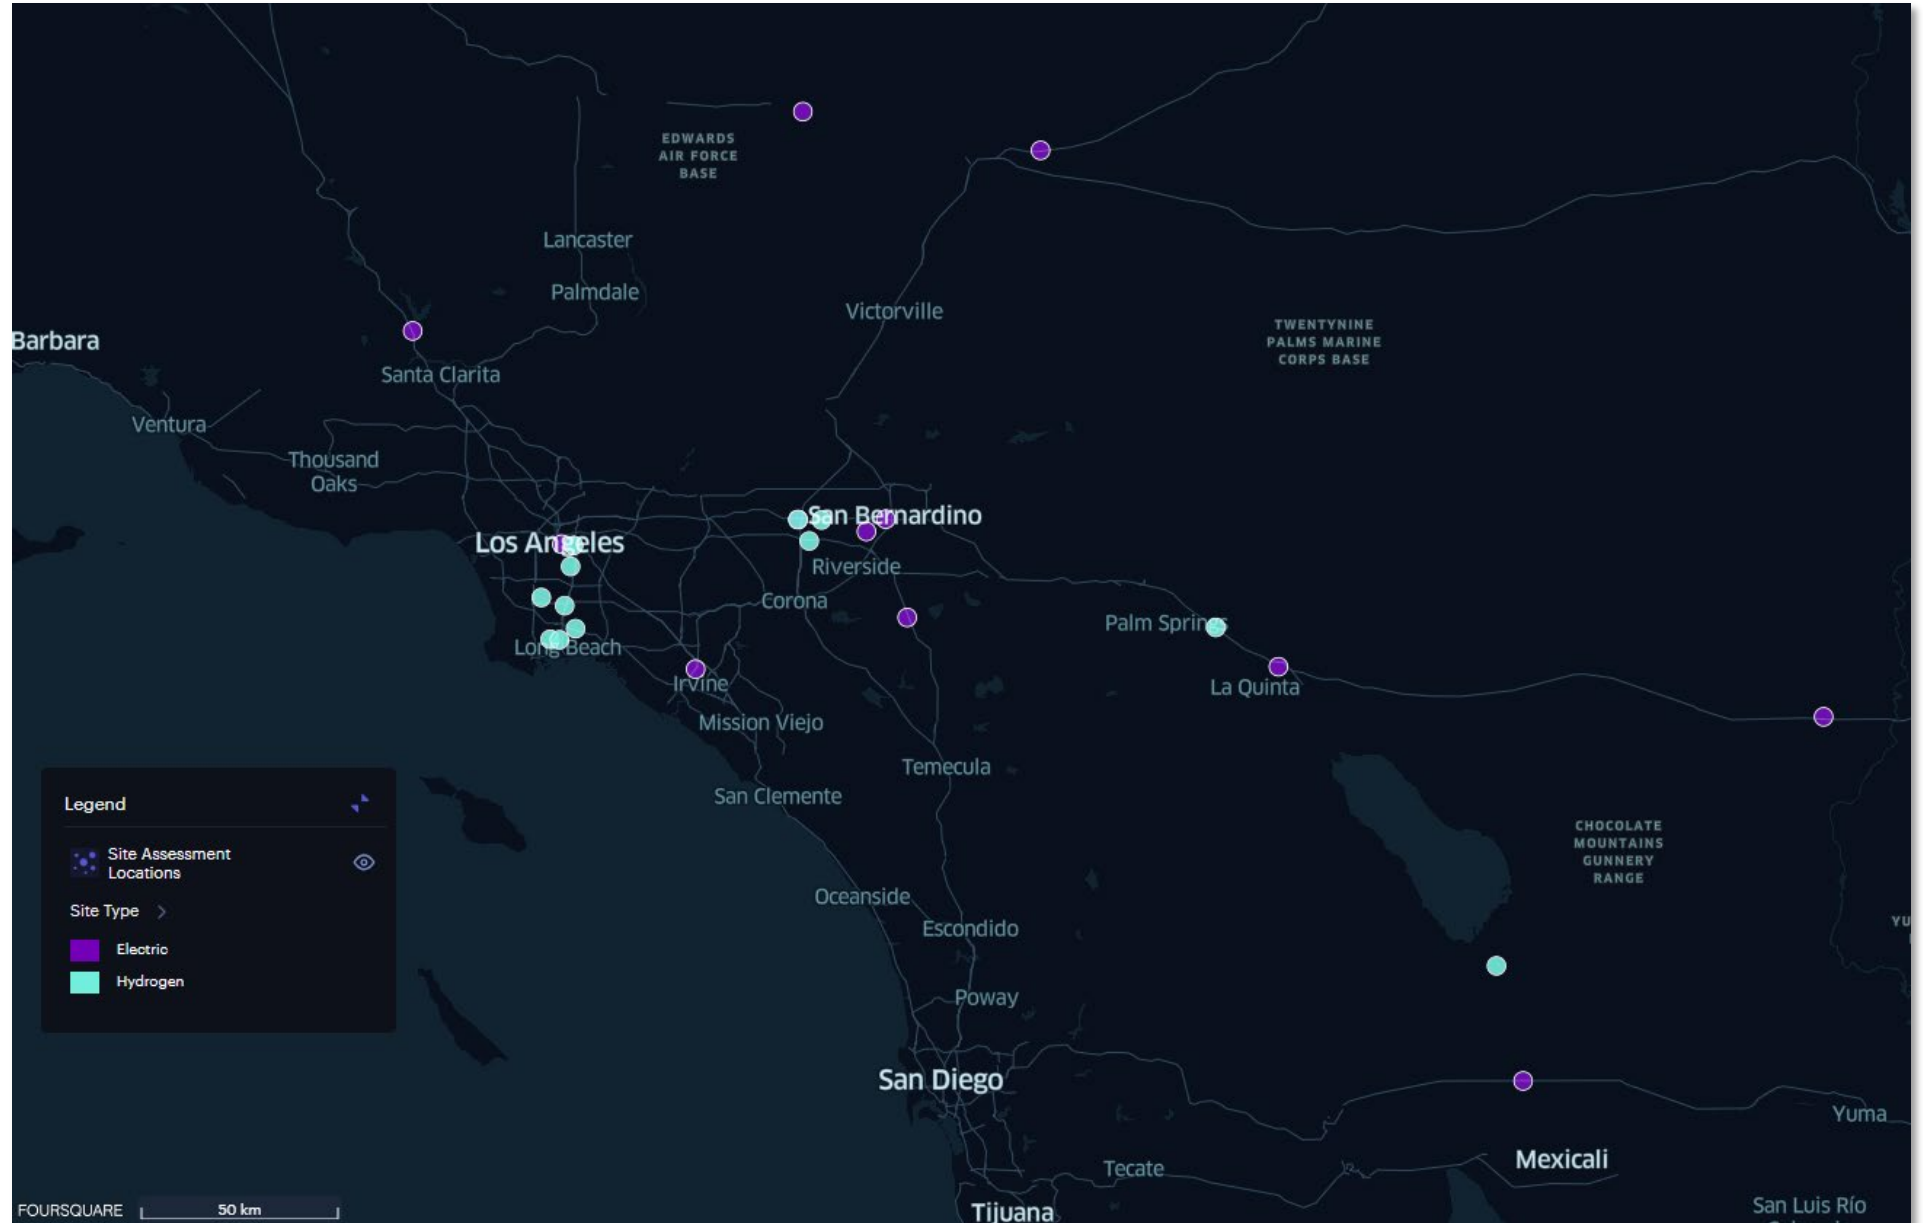 EDWARDS
AIR FORCE
BASE
Lancaster
Palmdale
Victorville
TWENTYNINE
PALMS MARINE
CORPS BASE
Barbara
Santa Clarita
Ventura
Thousand
Oaks
San Bernardino
Los Angeles
Riverside
Corona
Palm Springs
Long Beach
Irvine
La Quinta
Mission Viejo
Temecula
San Clemente
Legend
Site Assessment
Locations
Site Type
Electric
Hydrogen
CHOCOLATE
MOUNTAINS
GUNNERY
RANGE
Oceanside
YU
Escondido
Poway
San Diego
Yuma
Mexicali
Tecate
San Luis Río
Tijuana
FOURSQUARE
50 km